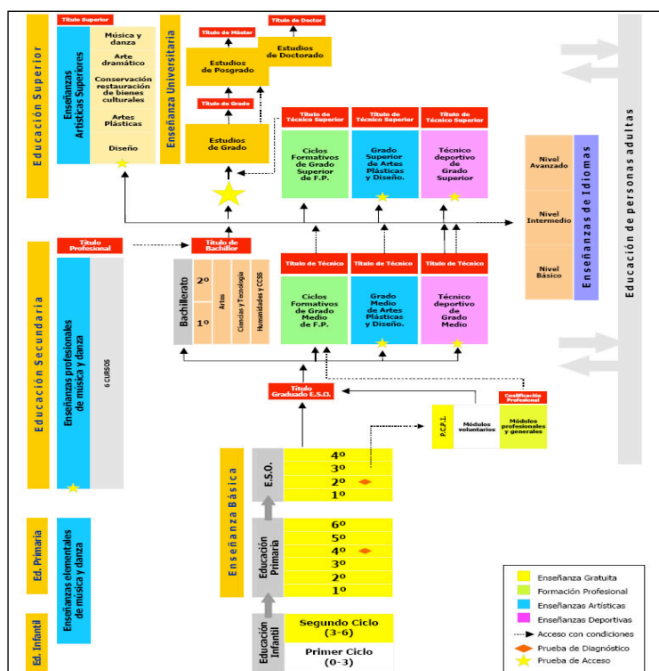 Educación Superior
Título Superior
Enseñanzas
Artísticas Superiores
Música y
danza
Arte
dramático
Conservación
restauración
de bienes
culturales
Artes
Plásticas
Diseño
Enseñanza Universitaria
Título de Máster
Estudios
de Posgrado
Título de Doctor
Estudios
de Doctorado
Título de Grado
Estudios
de Grado
Título de Técnico Superior
Ciclos
Formativos
de Grado
Superior
de F.P.
Título de Técnico Superior
Grado
Superior
de Artes
Plásticas
y Diseño.
Título de Técnico Superior
Técnico
deportivo
de Grado
Superior
Nivel
Avanzado
Nivel
Intermedio
Nivel
Básico
Enseñanzas de Idiomas
Educación de personas adultas
Educación Secundaria
Título
Profesional
Enseñanzas profesionales
de música y danza
6 CURSOS
Título de
Bachiller
Bachillerato
2º
1º
Artes
Ciencias y Tecnología
Humanidades y CCSS
Título de Técnico
Ciclos
Formativos
de Grado
Medio de
F.P.
Título de Técnico
Grado
Medio
de Artes
Plásticas y
Diseño.
Título de Técnico
Técnico
deportivo
de Grado
Medio
Título
Graduado E.S.O.
Cualificación
Profesional
P.C.P.I.
Módulos
voluntarios
Módulos
profesionales
y generales
Enseñanza Básica
E.S.O.
4º
3º
2º
1º
Ed. Primaria
Enseñanzas elementales
de música y danza
Educación
Primaria
6º
5º
4º
3º
2º
1º
Ed. Infantil
Educación
Infantil
Segundo Ciclo
(3-6)
Primer Ciclo
(0-3)
Enseñanza Gratuita
Formación Profesional
Enseñanzas Artísticas
Enseñanzas Deportivas
Acceso con condiciones
Prueba de Diagnóstico
Prueba de Acceso